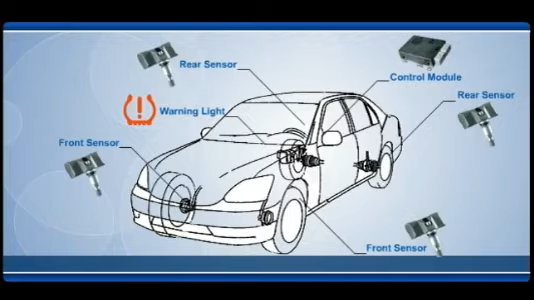 Rear Sensor
Control Module
Rear Sensor
Warning Light
Front Sensor
Front Sensor